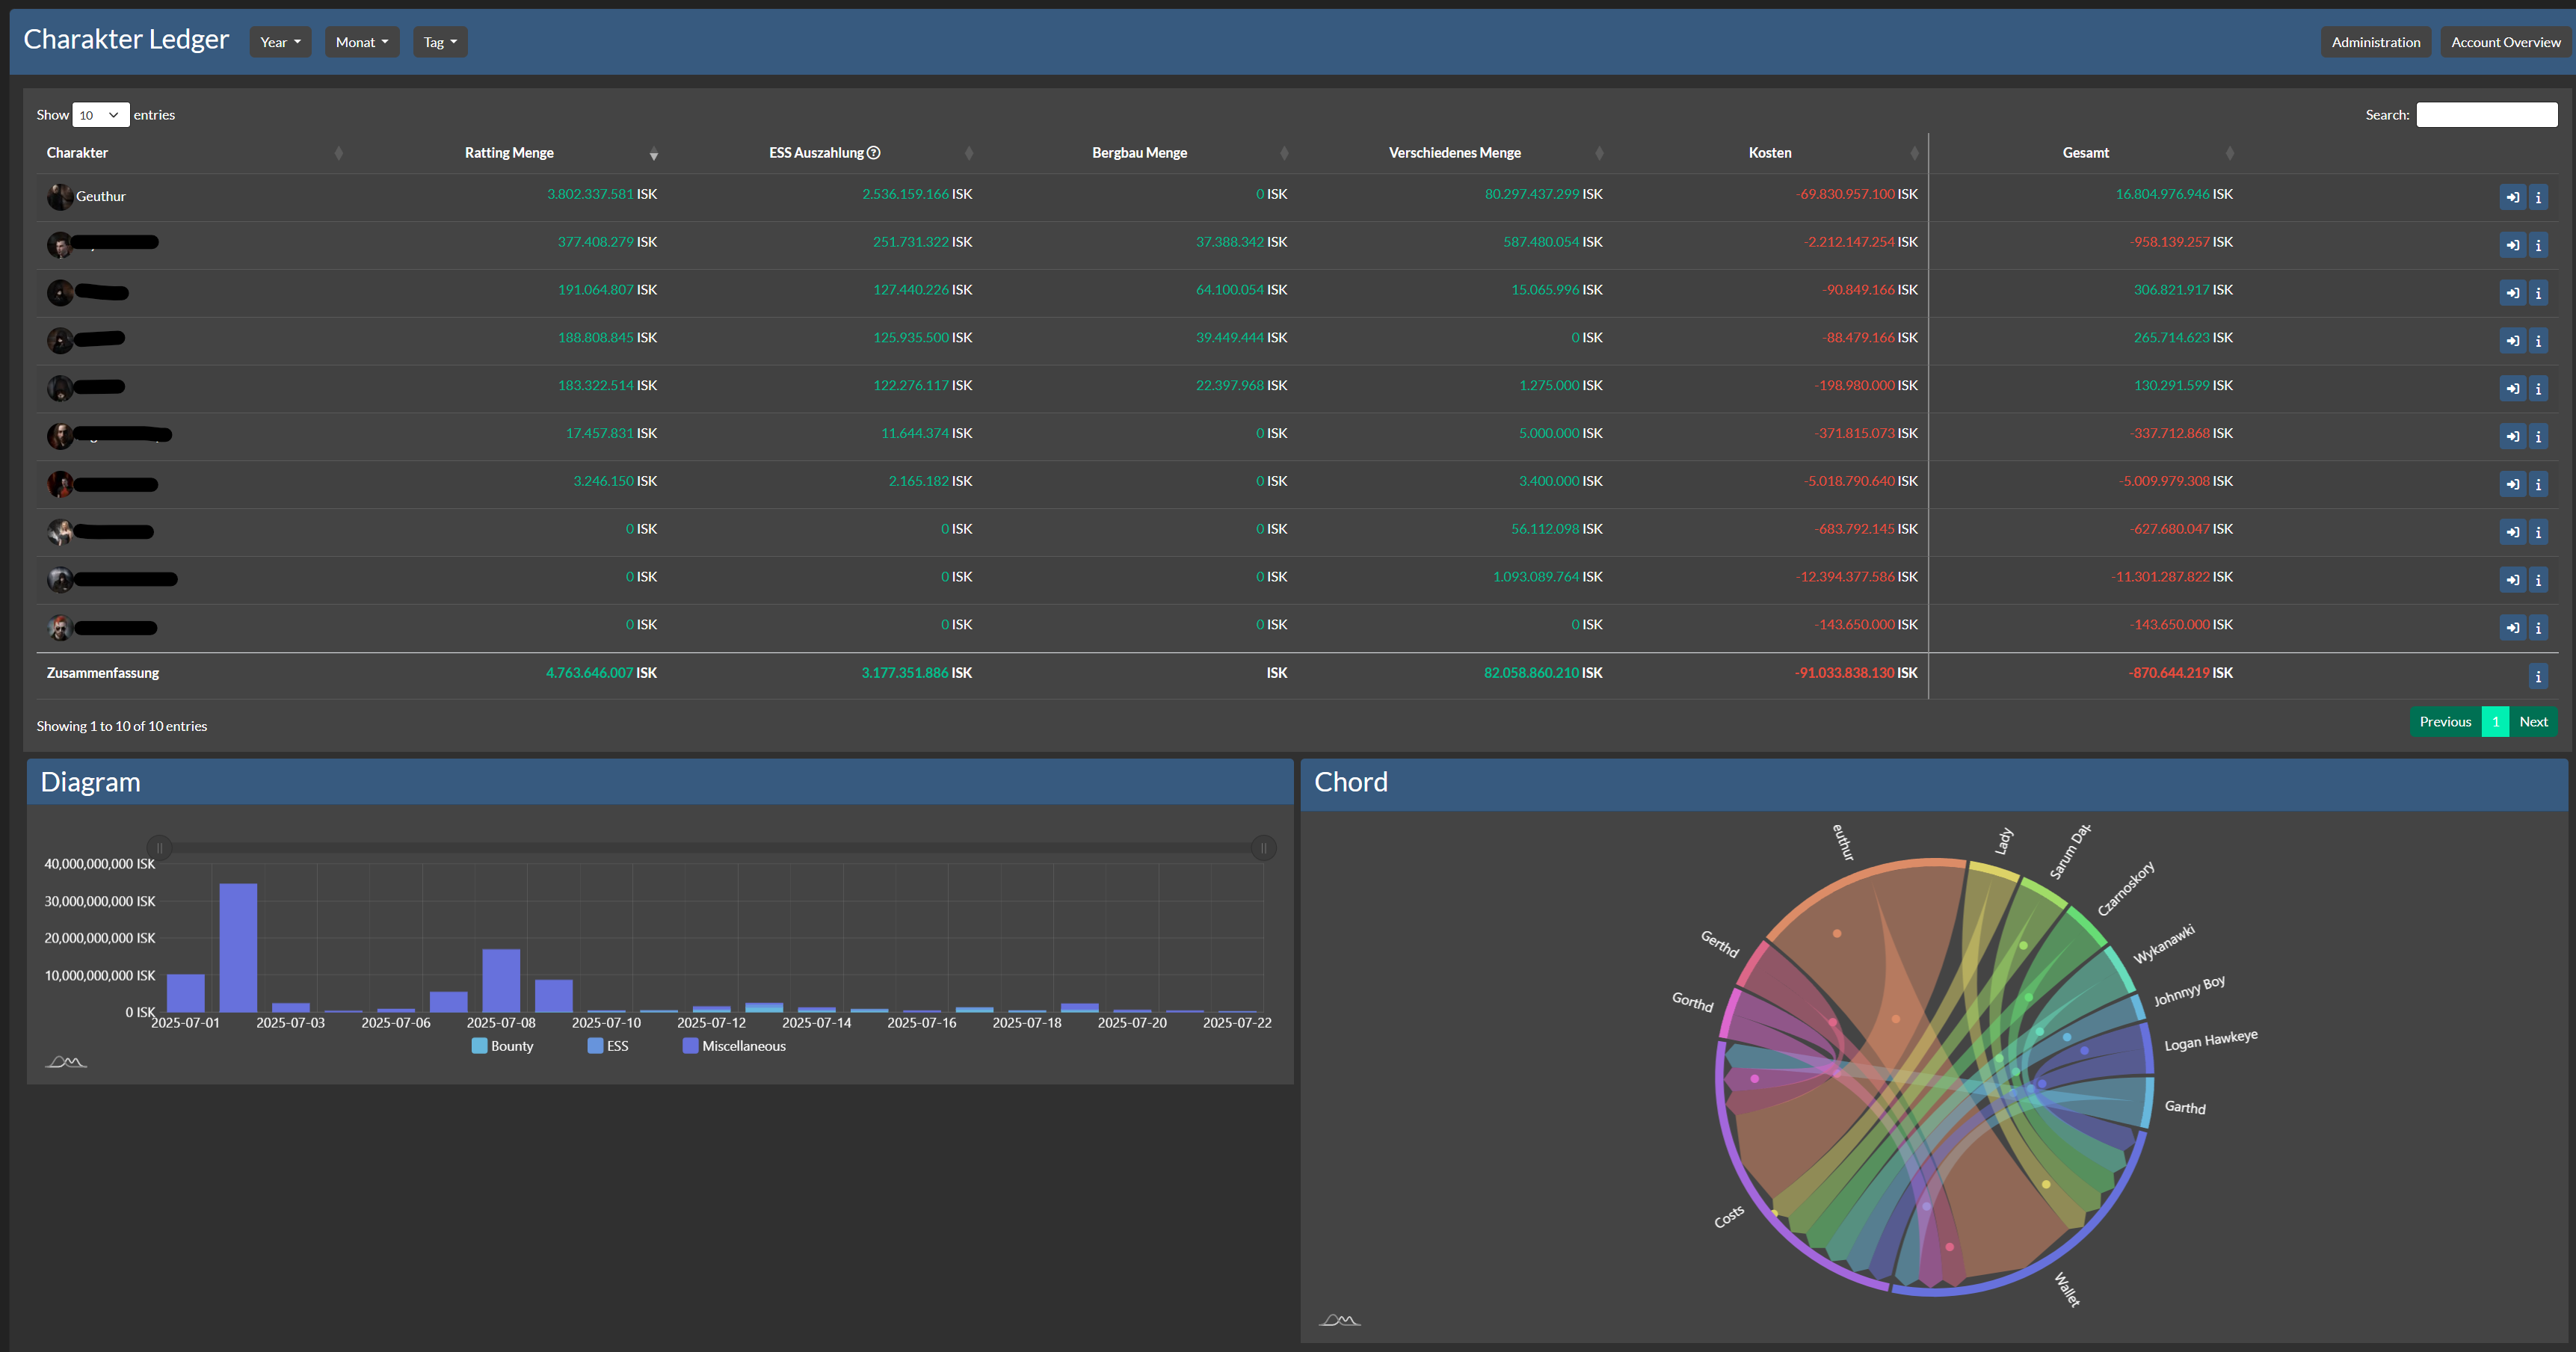 Charakter Ledger Year Monat Tag Administration Account Overview
Show 10 entries Search:
Charakter Ratting Menge ESS Auszahlung Bergbau Menge Verschiedenes Menge Kosten Gesamt
Geuthur 3.802.337.581 ISK 2.536.159.166 ISK 0 ISK 80.297.437.299 ISK -69.830.957.100 ISK 16.804.976.946 ISK
377.408.279 ISK 251.731.322 ISK 37.388.342 ISK 587.480.054 ISK -2.212.147.254 ISK -958.139.257 ISK
191.064.807 ISK 127.440.226 ISK 64.100.054 ISK 15.065.996 ISK -90.849.166 ISK 306.821.917 ISK
188.808.845 ISK 125.935.500 ISK 39.449.444 ISK 0 ISK -88.479.166 ISK 265.714.623 ISK
183.322.514 ISK 122.276.117 ISK 22.397.968 ISK 1.275.000 ISK -198.980.000 ISK 130.291.599 ISK
17.457.831 ISK 11.644.374 ISK 0 ISK 5.000.000 ISK -371.815.073 ISK -337.712.868 ISK
3.246.150 ISK 2.165.182 ISK 0 ISK 3.400.000 ISK -5.018.790.640 ISK -5.009.979.308 ISK
0 ISK 0 ISK 0 ISK 56.112.098 ISK -683.792.145 ISK -627.680.047 ISK
0 ISK 0 ISK 0 ISK 1.093.089.764 ISK -12.394.377.586 ISK -11.301.287.822 ISK
0 ISK 0 ISK 0 ISK 0 ISK -143.650.000 ISK -143.650.000 ISK
Zusammenfassung 4.763.646.007 ISK 3.177.351.886 ISK ISK 82.058.860.210 ISK -91.033.838.130 ISK -870.644.219 ISK
Showing 1 to 10 of 10 entries Previous 1 Next
Diagram
40,000,000,000 ISK
30,000,000,000 ISK
20,000,000,000 ISK
10,000,000,000 ISK
0 ISK
2025-07-01 2025-07-03 2025-07-06 2025-07-08 2025-07-10 2025-07-12 2025-07-14 2025-07-16 2025-07-18 2025-07-20 2025-07-22
Bounty ESS Miscellaneous
Chord
euthur
Lady
Sarum Dap
Czarnoskory
Wykanawki
Johnnyy Boy
Logan Hawkeye
Garthd
Wallet
Costs
Gorthd
Gerthd